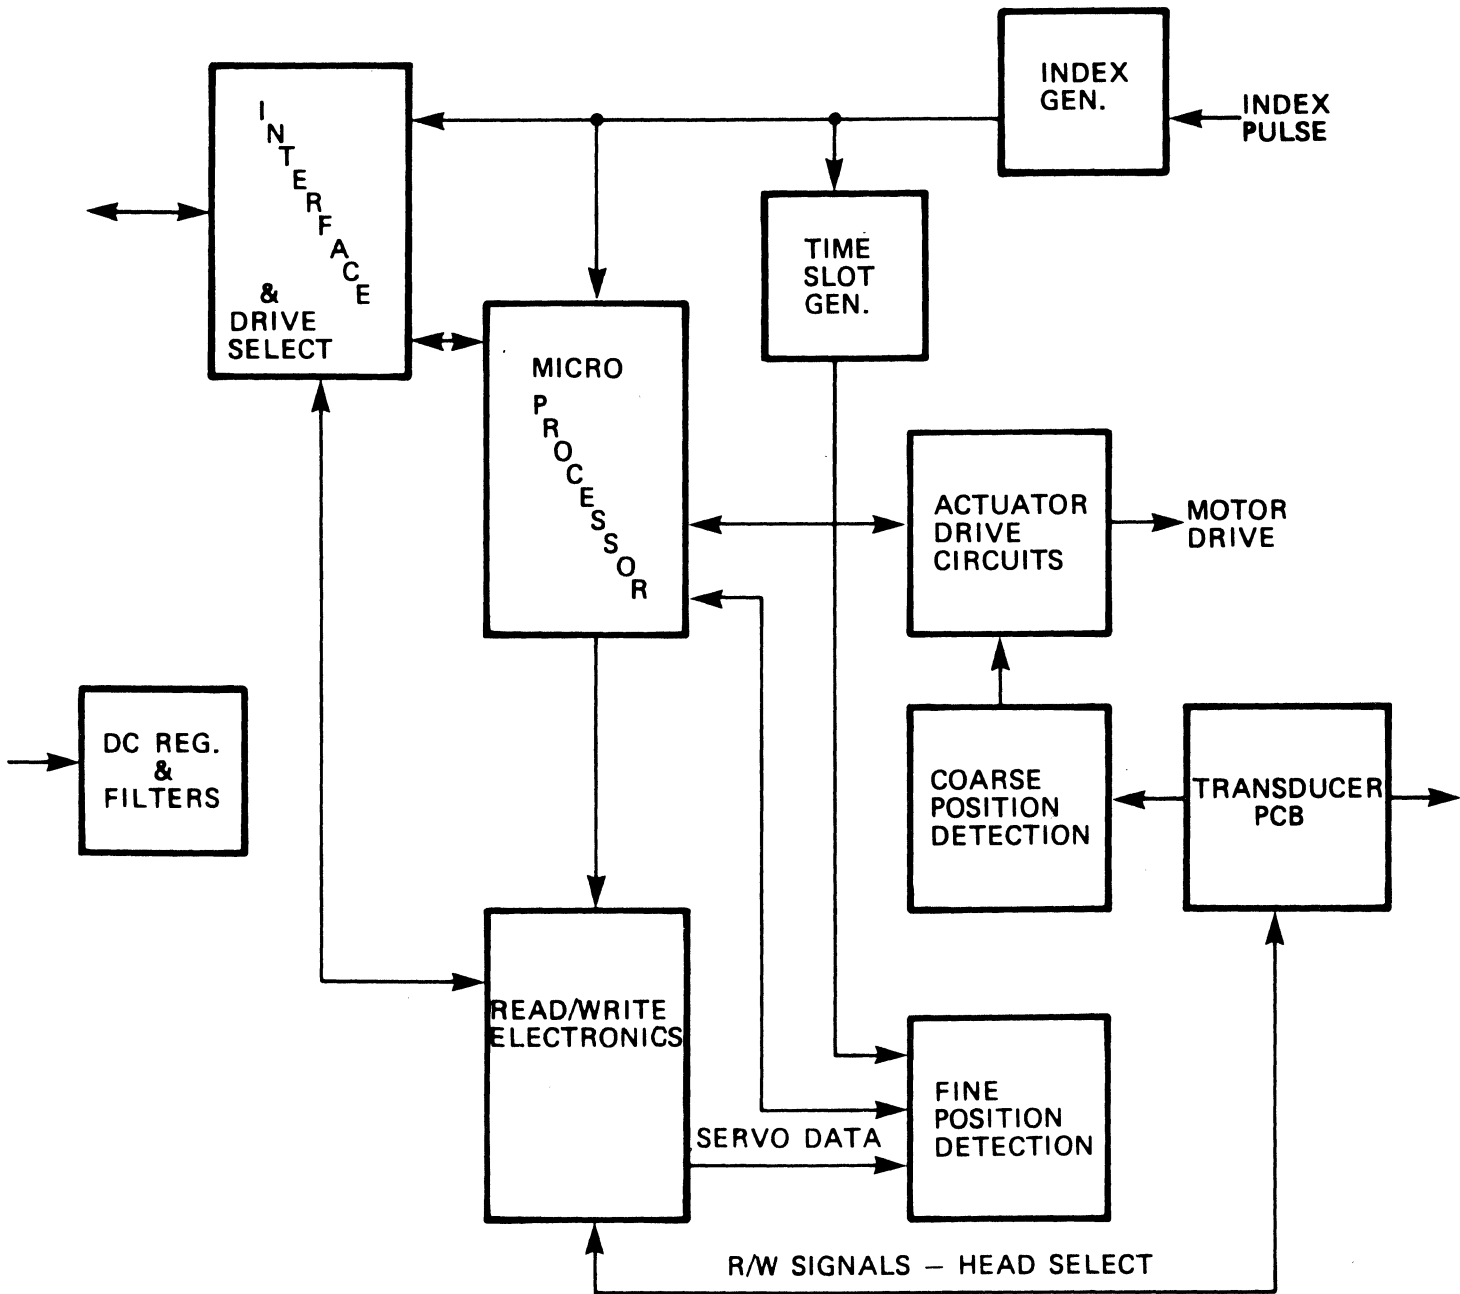 INDEX
GEN.
INDEX
PULSE
INTERFACE
&
DRIVE
SELECT
TIME
SLOT
GEN.
MICRO
PROCESSOR
ACTUATOR
DRIVE
CIRCUITS
MOTOR
DRIVE
DC REG.
&
FILTERS
COARSE
POSITION
DETECTION
TRANSDUCER
PCB
READ/WRITE
ELECTRONICS
FINE
POSITION
DETECTION
SERVO DATA
R/W SIGNALS – HEAD SELECT